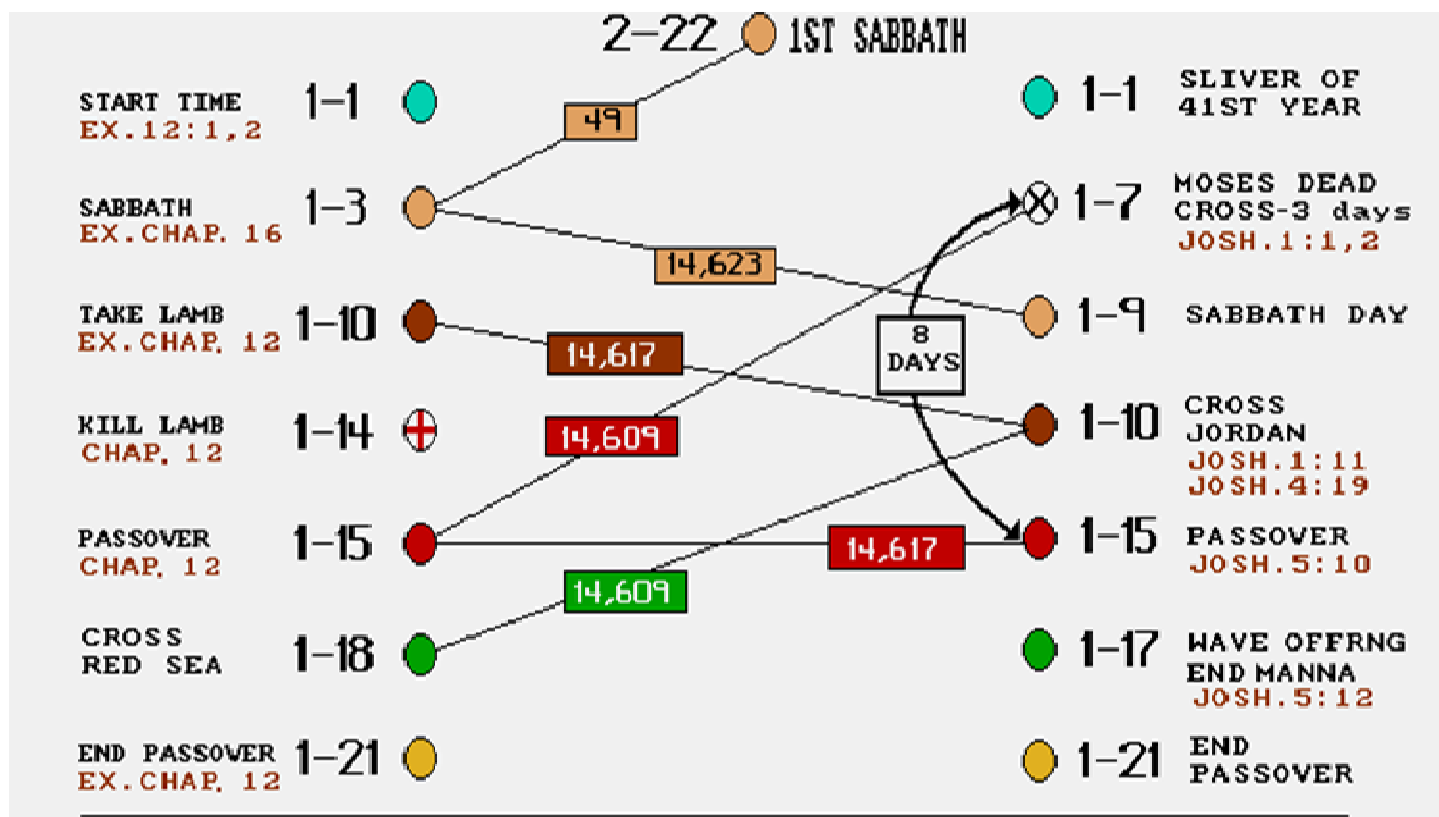 2-22 1ST SABBATH
START TIME 1-1
EX.12:1,2
49
1-1 SLIVER OF
41ST YEAR
SABBATH 1-3
EX.CHAP. 16
14,623
1-7 MOSES DEAD
CROSS-3 days
JOSH.1:1,2
TAKE LAMB 1-10
EX.CHAP. 12
14,617
8
DAYS
1-9 SABBATH DAY
KILL LAMB 1-14
CHAP. 12
14,609
1-10 CROSS
JORDAN
JOSH.1:11
JOSH.4:19
PASSOVER 1-15
CHAP. 12
14,617
1-15 PASSOVER
JOSH.5:10
14,609
CROSS
RED SEA 1-18
1-17 WAVE OFFRNG
END MANNA
JOSH.5:12
END PASSOVER 1-21
EX.CHAP. 12
1-21 END
PASSOVER